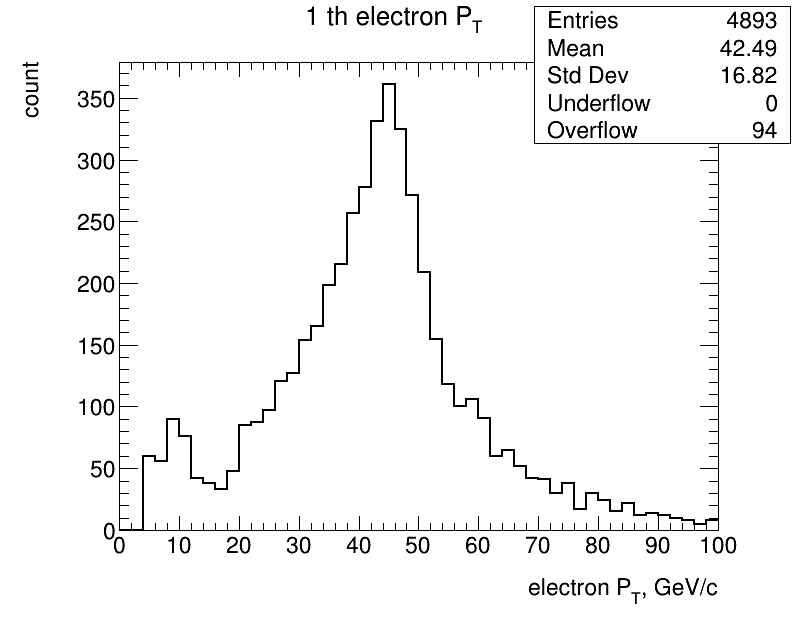 1 th electron PT
Entries 4893
Mean 42.49
Std Dev 16.82
Underflow 0
Overflow 94
count
350
300
250
200
150
100
50
0
0 10 20 30 40 50 60 70 80 90 100
electron PT, GeV/c